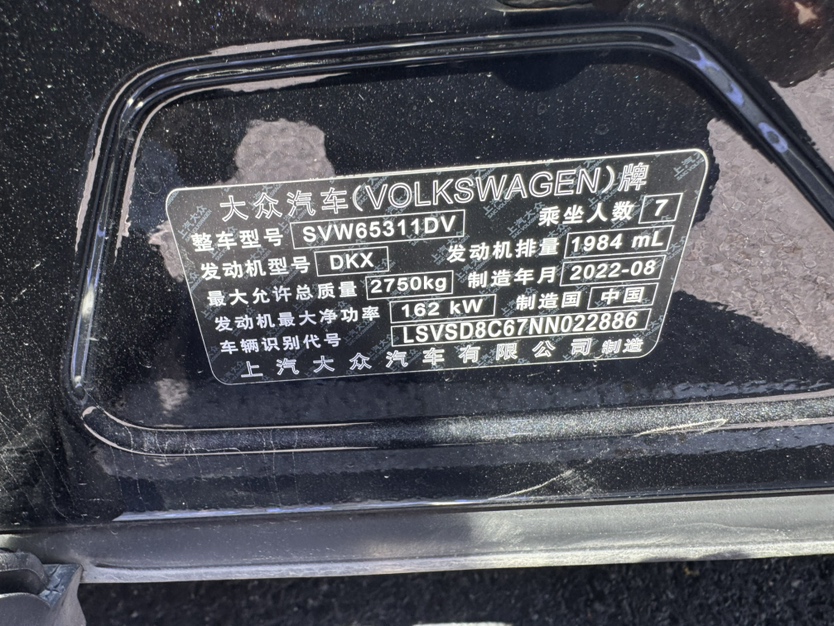 大众汽车(VOLKSWAGEN)牌
整车型号 SVW65311DV 乘坐人数 7
发动机型号 DKX 发动机排量 1984 mL
最大允许总质量 2750kg 制造年月 2022-08
发动机最大净功率 162 kW 制造国 中国
车辆识别代号 LSVSD8C67NN022886
上汽大众汽车有限公司制造